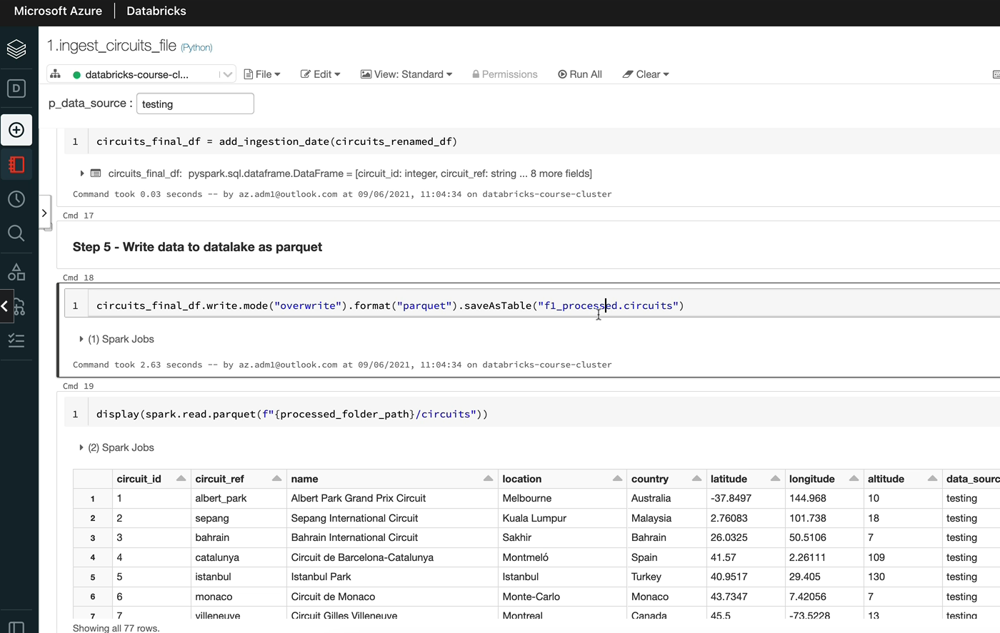 Microsoft Azure | Databricks
1.ingest_circuits_file (Python)
databricks-course-cl... File Edit View: Standard Permissions Run All Clear
p_data_source : testing
1 circuits_final_df = add_ingestion_date(circuits_renamed_df)
circuits_final_df: pyspark.sql.dataframe.DataFrame = [circuit_id: integer, circuit_ref: string ... 8 more fields]
Command took 0.03 seconds -- by az.adm1@outlook.com at 09/06/2021, 11:04:34 on databricks-course-cluster
Cmd 17
Step 5 - Write data to datalake as parquet
Cmd 18
1 circuits_final_df.write.mode("overwrite").format("parquet").saveAsTable("f1_processed.circuits")
(1) Spark Jobs
Command took 2.63 seconds -- by az.adm1@outlook.com at 09/06/2021, 11:04:34 on databricks-course-cluster
Cmd 19
1 display(spark.read.parquet(f"{processed_folder_path}/circuits"))
(2) Spark Jobs
circuit_id circuit_ref name location country latitude longitude altitude data_sourc
1 1 albert_park Albert Park Grand Prix Circuit Melbourne Australia -37.8497 144.968 10 testing
2 2 sepang Sepang International Circuit Kuala Lumpur Malaysia 2.76083 101.738 18 testing
3 3 bahrain Bahrain International Circuit Sakhir Bahrain 26.0325 50.5106 7 testing
4 4 catalunya Circuit de Barcelona-Catalunya Montmeló Spain 41.57 2.26111 109 testing
5 5 istanbul Istanbul Park Istanbul Turkey 40.9517 29.405 130 testing
6 6 monaco Circuit de Monaco Monte-Carlo Monaco 43.7347 7.42056 7 testing
7 7 villeneuve Circuit Gilles Villeneuve Montreal Canada 45.5 -73.5228 13 testing
Showing all 77 rows.